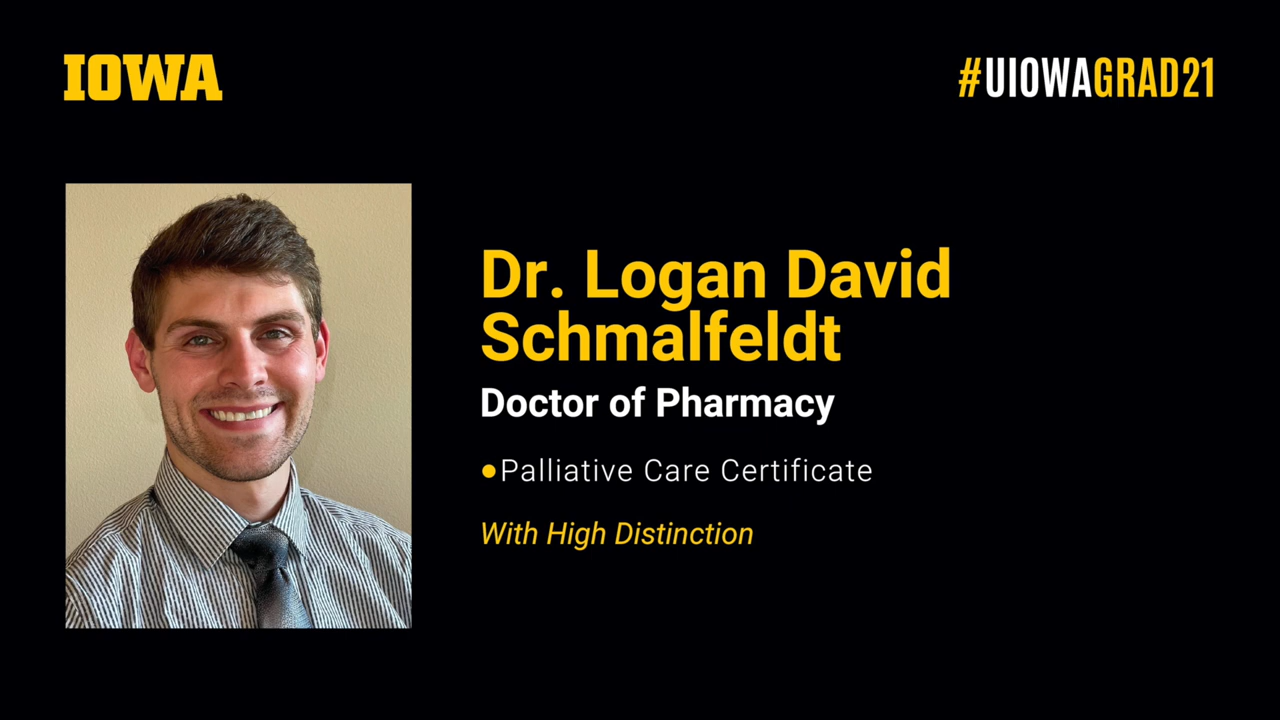 IOWA
#UIOWAGRAD21
Dr. Logan David
Schmalfeldt
Doctor of Pharmacy
•Palliative Care Certificate
With High Distinction